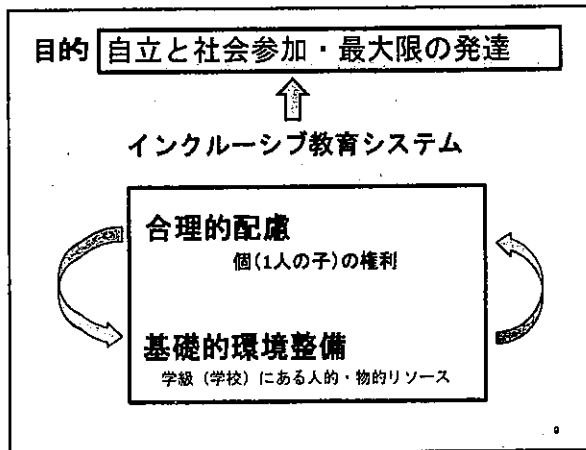 目的 自立と社会参加・最大限の発達
インクルーシブ教育システム
合理的配慮
個(1人の子)の権利
基礎的環境整備
学級(学校)にある人的・物的リソース
9